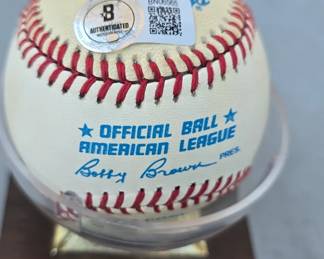 B
AUTHENTICATED
★ OFFICIAL BALL ★
AMERICAN LEAGUE
Bobby Brown PRES.